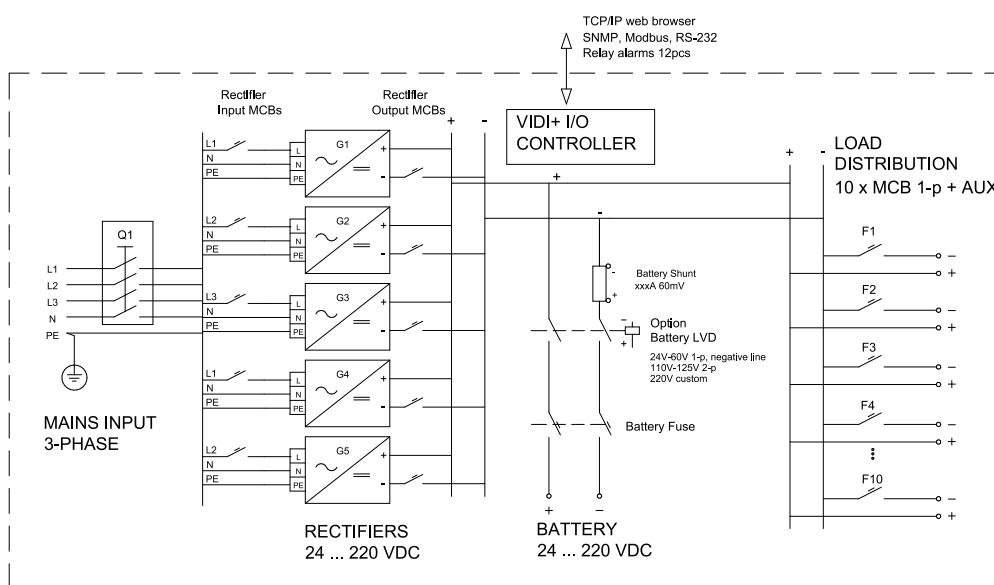 TCP/IP web browser
SNMP, Modbus, RS-232
Relay alarms 12pcs
Rectifier
Input MCBs
Rectifier
Output MCBs
+ -
VIDI+ I/O
CONTROLLER
+ -
LOAD
DISTRIBUTION
10 x MCB 1-p + AUX
L1
N
PE
L
N
PE
G1
+
-
L2
N
PE
L
N
PE
G2
+
-
L3
N
PE
L
N
PE
G3
+
-
L1
N
PE
L
N
PE
G4
+
-
L2
N
PE
L
N
PE
G5
+
-
Q1
L1
L2
L3
N
PE
MAINS INPUT
3-PHASE
RECTIFIERS
24 ... 220 VDC
+
-
-
+
Battery Shunt
xxxA 60mV
-
+
Option
Battery LVD
24V-60V 1-p, negative line
110V-125V 2-p
220V custom
Battery Fuse
+ -
BATTERY
24 ... 220 VDC
F1
-
+
F2
-
+
F3
-
+
F4
-
+
F10
-
+